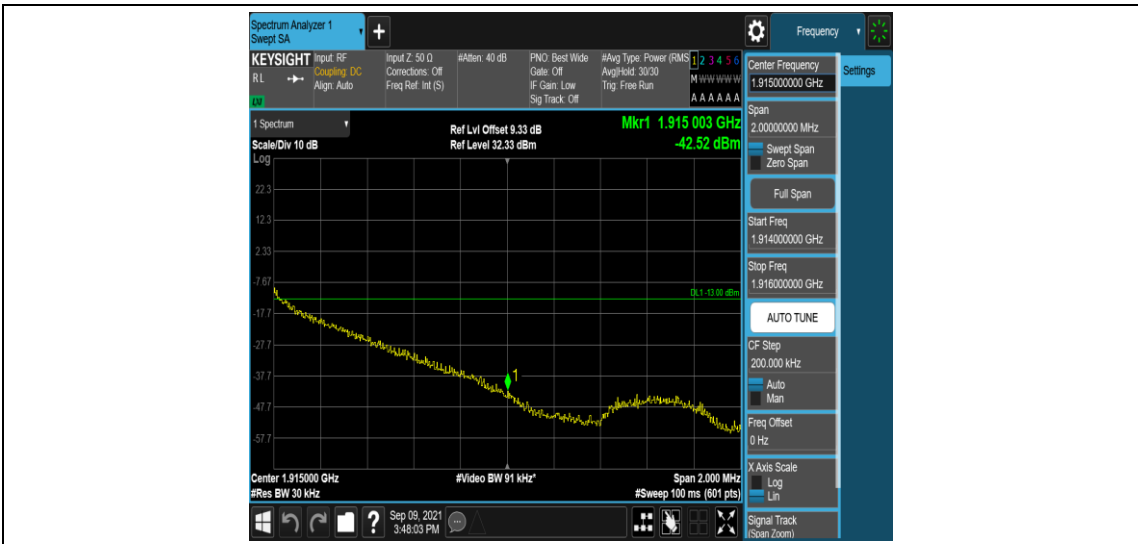 Spectrum Analyzer 1
Swept SA
+
Frequency
KEYSIGHT
RL
LXI
Input: RF
Coupling: DC
Align: Auto
Input Z: 50 Ω
Corrections: Off
Freq Ref: Int (S)
#Atten: 40 dB
PNO: Best Wide
Gate: Off
IF Gain: Low
Sig Track: Off
#Avg Type: Power (RMS
Avg|Hold: 30/30
Trig: Free Run
1 2 3 4 5 6
M W W W W W
A A A A A A
1 Spectrum
Scale/Div 10 dB
Log
Ref Lvl Offset 9.33 dB
Ref Level 32.33 dBm
Mkr1 1.915 003 GHz
-42.52 dBm
22.3
12.3
2.33
-7.67
DL1 -13.00 dBm
-17.7
-27.7
-37.7
1
-47.7
-57.7
Center 1.915000 GHz
#Res BW 30 kHz
#Video BW 91 kHz*
Span 2.000 MHz
#Sweep 100 ms (601 pts)
?
Sep 09, 2021
3:48:03 PM
Center Frequency
1.915000000 GHz
Settings
Span
2.00000000 MHz
Swept Span
Zero Span
Full Span
Start Freq
1.914000000 GHz
Stop Freq
1.916000000 GHz
AUTO TUNE
CF Step
200.000 kHz
Auto
Man
Freq Offset
0 Hz
X Axis Scale
Log
Lin
Signal Track
(Span Zoom)